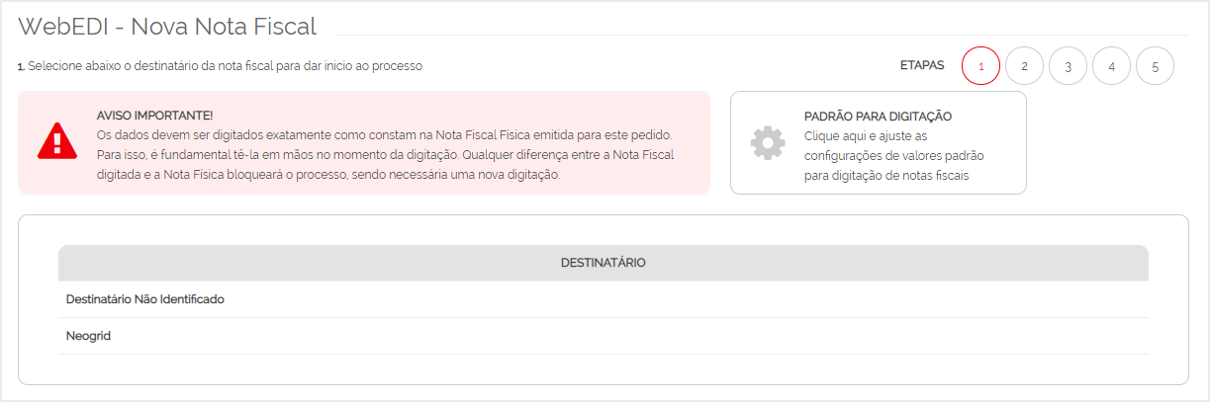 WebEDI - Nova Nota Fiscal
1. Selecione abaixo o destinatário da nota fiscal para dar inicio ao processo
ETAPAS 1 2 3 4 5
AVISO IMPORTANTE!
Os dados devem ser digitados exatamente como constam na Nota Fiscal Física emitida para este pedido.
Para isso, é fundamental tê-la em mãos no momento da digitação. Qualquer diferença entre a Nota Fiscal
digitada e a Nota Física bloqueará o processo, sendo necessária uma nova digitação.
PADRÃO PARA DIGITAÇÃO
Clique aqui e ajuste as
configurações de valores padrão
para digitação de notas fiscais
DESTINATÁRIO
Destinatário Não Identificado
Neogrid